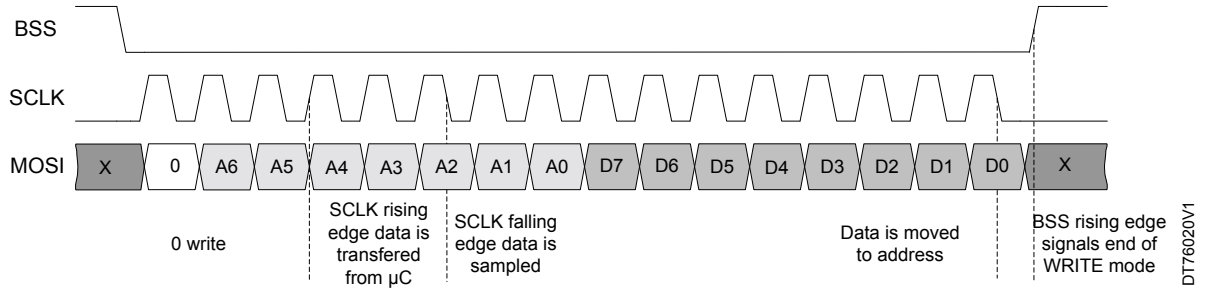 BSS
SCLK
MOSI
X 0 A6 A5 A4 A3 A2 A1 A0 D7 D6 D5 D4 D3 D2 D1 D0 X
0 write
SCLK rising
edge data is
transfered
from µC
SCLK falling
edge data is
sampled
Data is moved
to address
BSS rising edge
signals end of
WRITE mode
DT76020V1